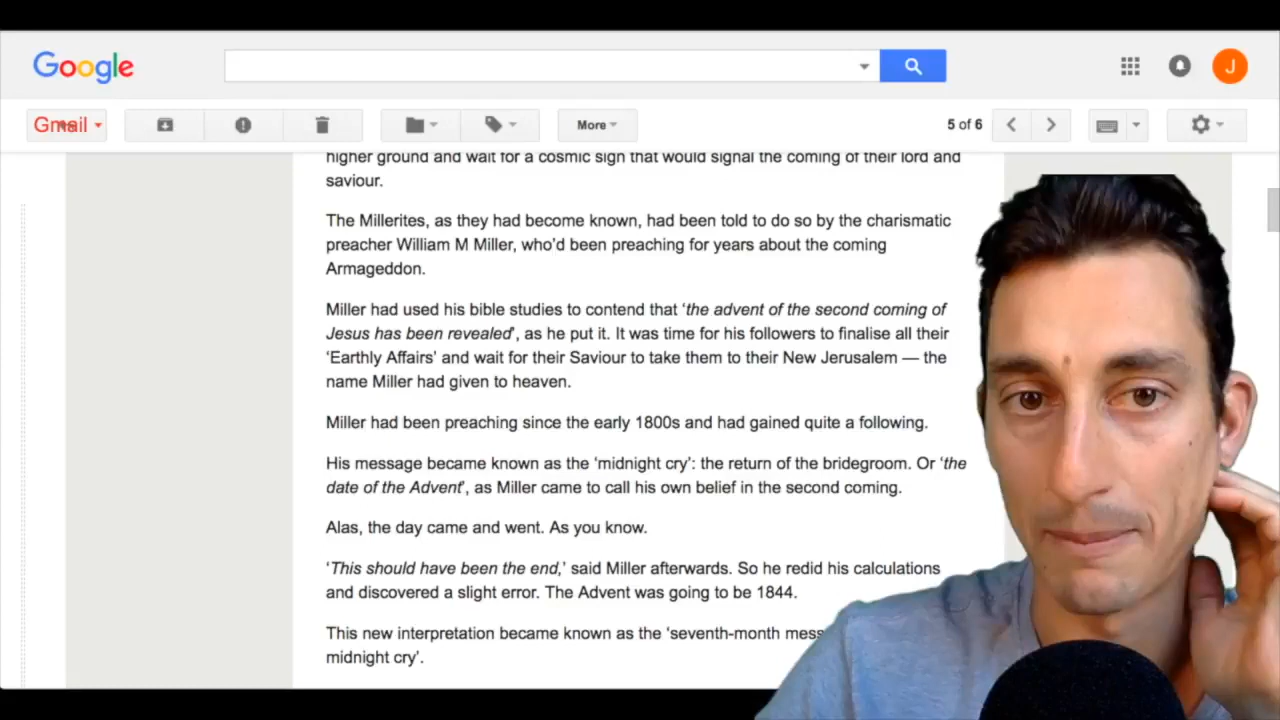 Google
J
Gmail
More
5 of 6
higher ground and wait for a cosmic sign that would signal the coming of their lord and
saviour.
The Millerites, as they had become known, had been told to do so by the charismatic
preacher William M Miller, who'd been preaching for years about the coming
Armageddon.
Miller had used his bible studies to contend that ‘the advent of the second coming of
Jesus has been revealed’, as he put it. It was time for his followers to finalise all their
‘Earthly Affairs’ and wait for their Saviour to take them to their New Jerusalem — the
name Miller had given to heaven.
Miller had been preaching since the early 1800s and had gained quite a following.
His message became known as the ‘midnight cry’: the return of the bridegroom. Or ‘the
date of the Advent’, as Miller came to call his own belief in the second coming.
Alas, the day came and went. As you know.
‘This should have been the end,’ said Miller afterwards. So he redid his calculations
and discovered a slight error. The Advent was going to be 1844.
This new interpretation became known as the ‘seventh-month
midnight cry’.